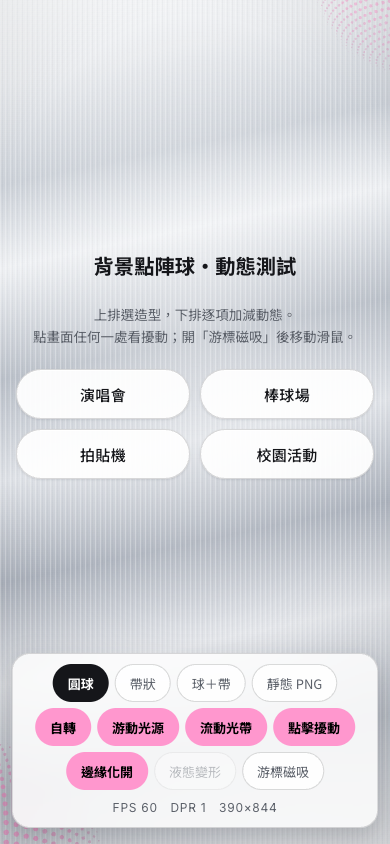 背景點陣球・動態測試
上排選造型，下排逐項加減動態。
點畫面任何一處看擾動；開「游標磁吸」後移動滑鼠。
演唱會
棒球場
拍貼機
校園活動
圓球
帶狀
球＋帶
靜態 PNG
自轉
游動光源
流動光帶
點擊擾動
邊緣化開
液態變形
游標磁吸
FPS 60 DPR 1 390×844